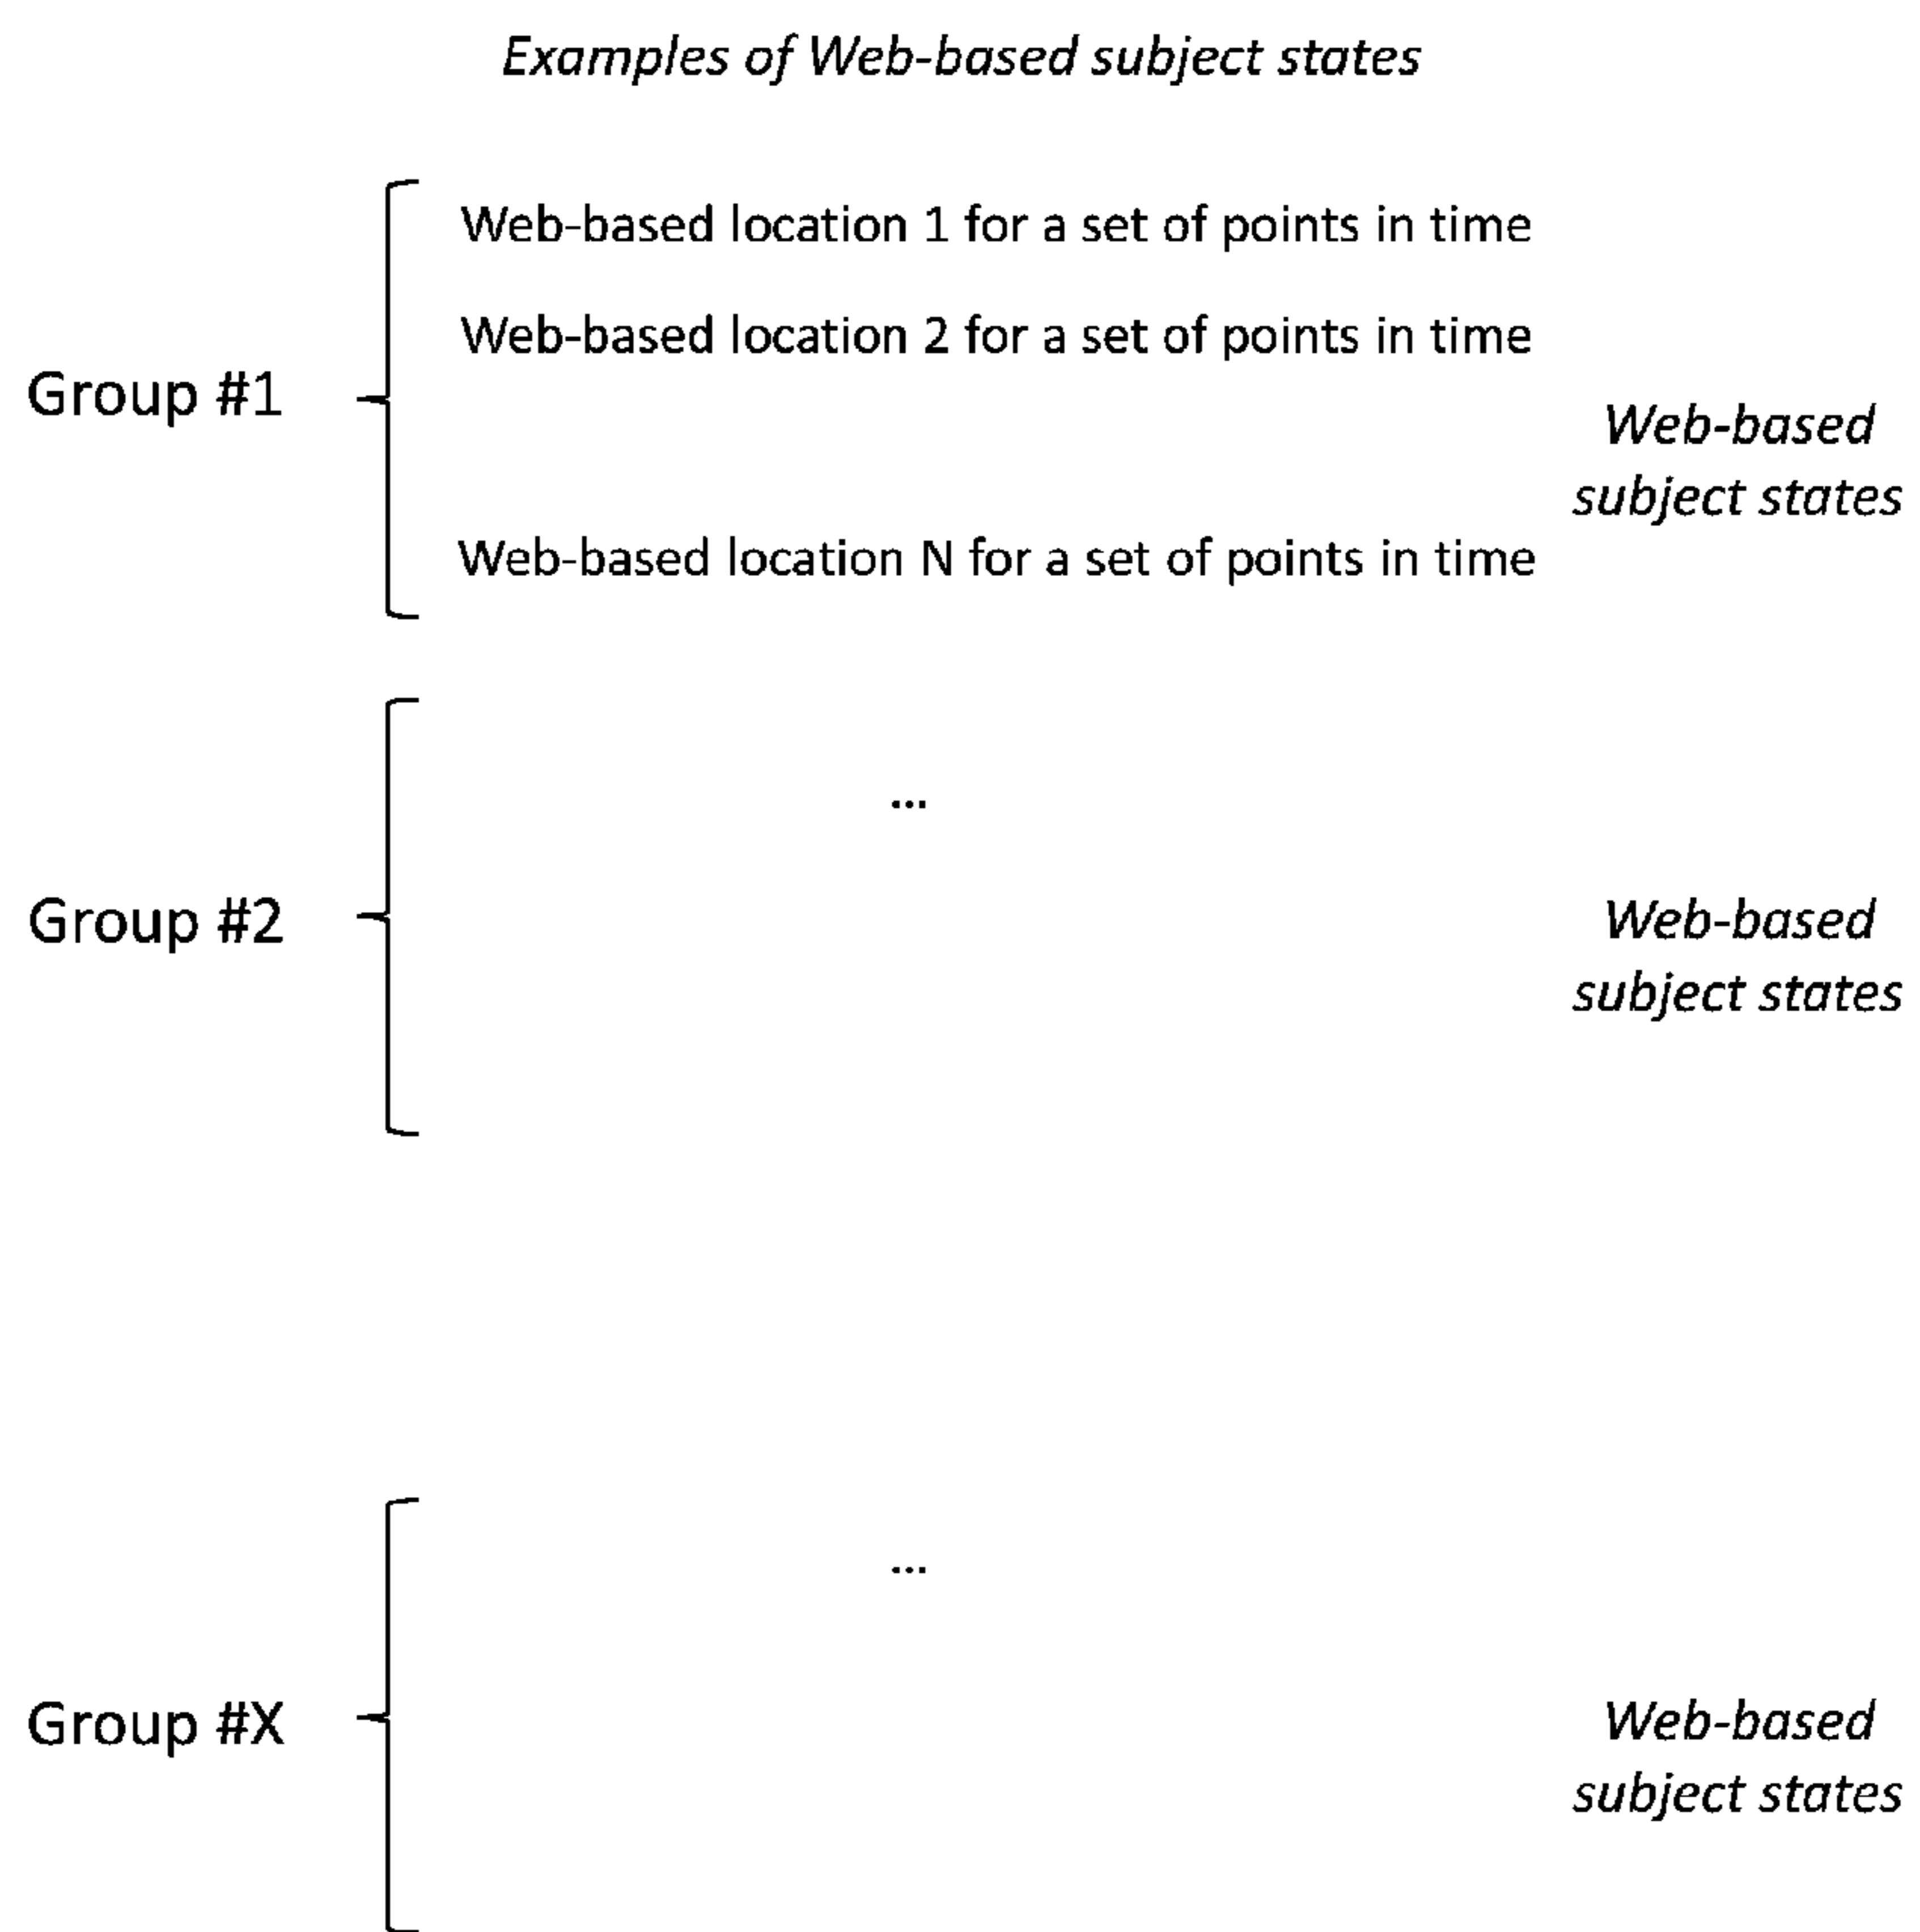 Examples of Web-based subject states
Web-based location 1 for a set of points in time
Web-based location 2 for a set of points in time
Group #1
Web-based
subject states
Web-based location N for a set of points in time
...
Group #2
Web-based
subject states
...
Group #X
Web-based
subject states